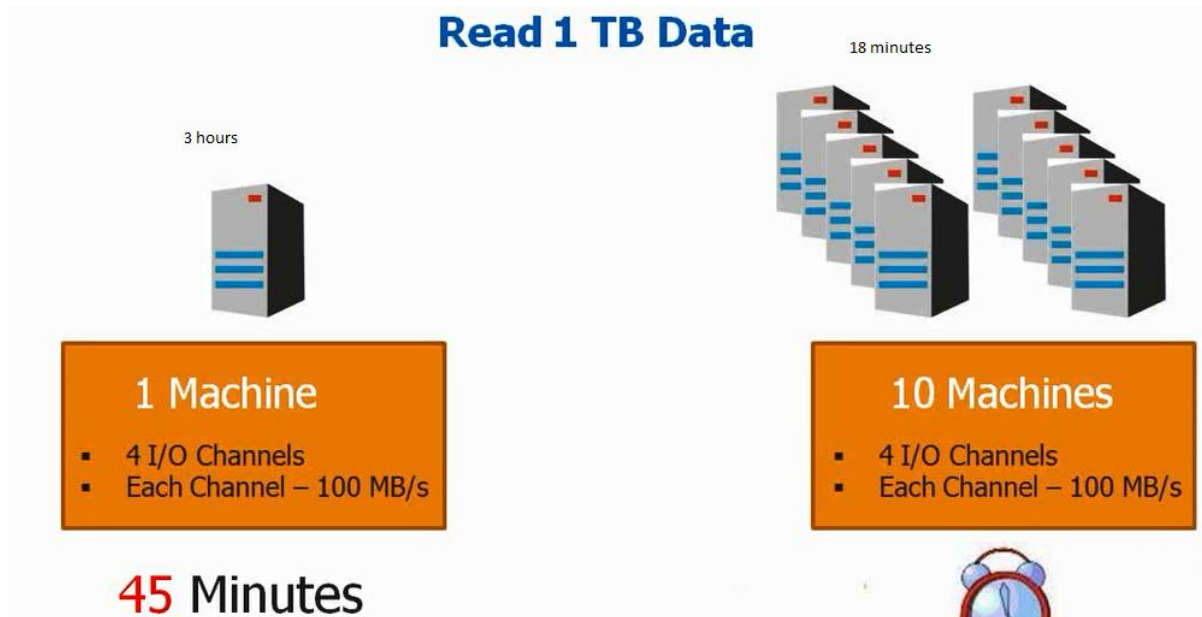 Read 1 TB Data
18 minutes
3 hours
1 Machine
▪ 4 I/O Channels
▪ Each Channel – 100 MB/s
10 Machines
▪ 4 I/O Channels
▪ Each Channel – 100 MB/s
45 Minutes